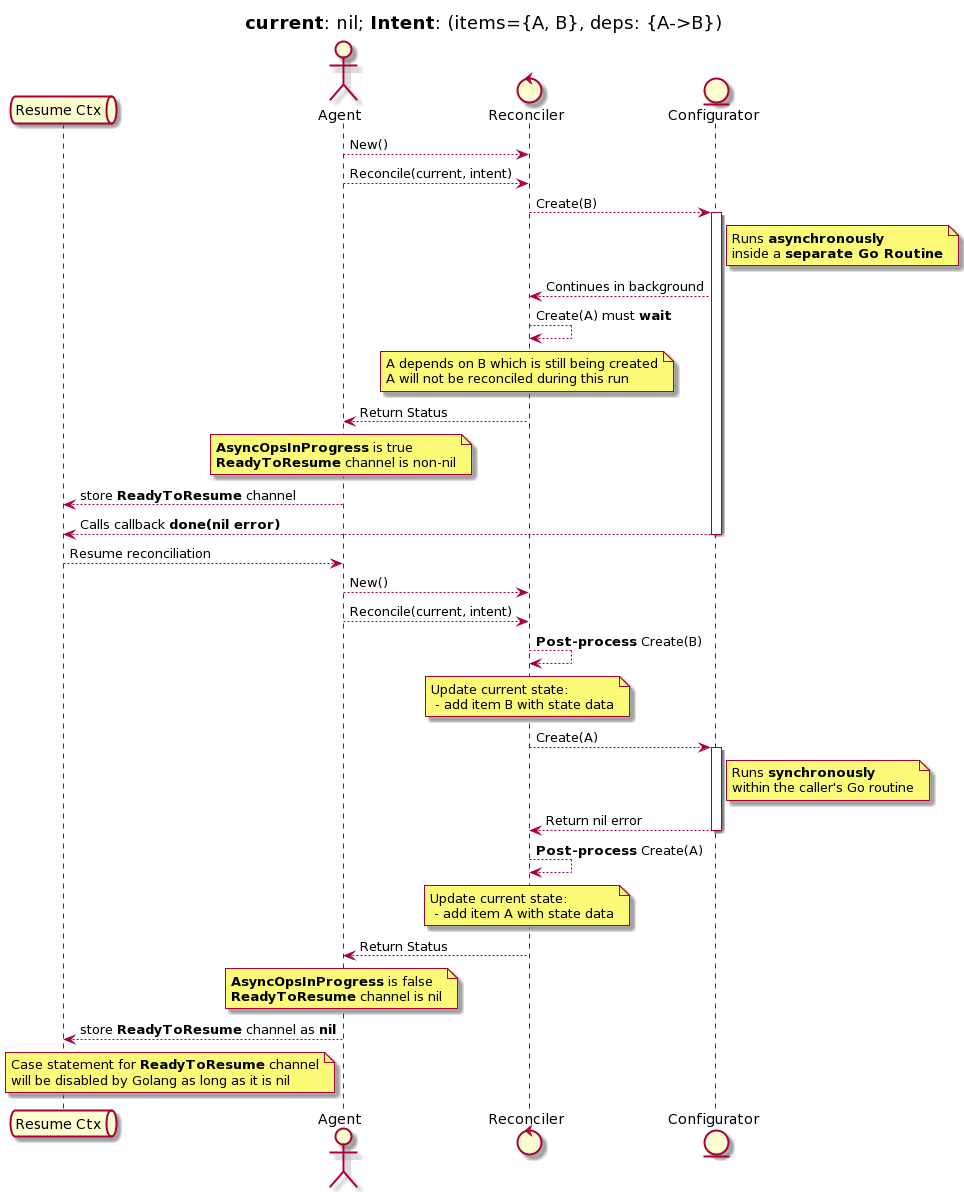 current: nil; Intent: (items={A, B}, deps: {A->B})
Resume Ctx
Agent
Reconciler
Configurator
New()
Reconcile(current, intent)
Create(B)
Runs asynchronously
inside a separate Go Routine
Continues in background
Create(A) must wait
A depends on B which is still being created
A will not be reconciled during this run
Return Status
AsyncOpsInProgress is true
ReadyToResume channel is non-nil
store ReadyToResume channel
Calls callback done(nil error)
Resume reconciliation
New()
Reconcile(current, intent)
Post-process Create(B)
Update current state:
- add item B with state data
Create(A)
Runs synchronously
within the caller's Go routine
Return nil error
Post-process Create(A)
Update current state:
- add item A with state data
Return Status
AsyncOpsInProgress is false
ReadyToResume channel is nil
store ReadyToResume channel as nil
Case statement for ReadyToResume channel
will be disabled by Golang as long as it is nil
Resume Ctx
Agent
Reconciler
Configurator